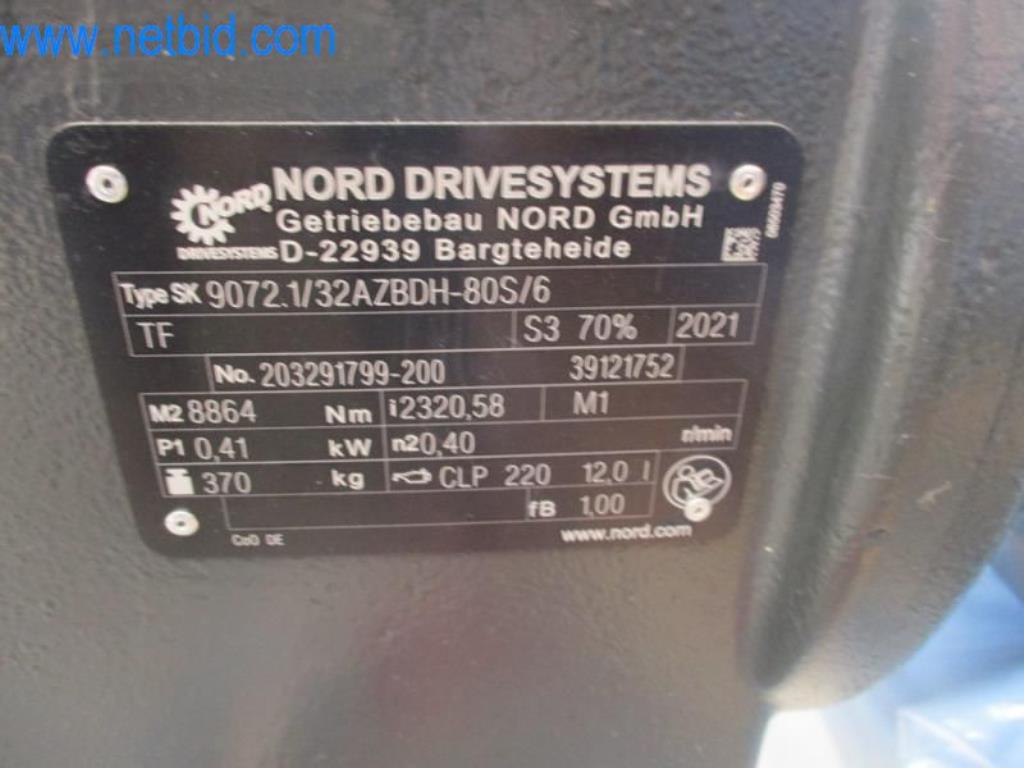 www.netbid.com
NORD DRIVESYSTEMS
NORD
Getriebebau NORD GmbH
DRIVESYSTEMS
D-22939 Bargteheide
Type SK 9072.1/32AZBDH-80S/6
TF S3 70% 2021
No. 203291799-200 39121752
M2 8864 Nm i 2320,58 M1
P1 0,41 kW n2 0,40 r/min
370 kg CLP 220 12,0 l
fB 1,00
CoO DE www.nord.com